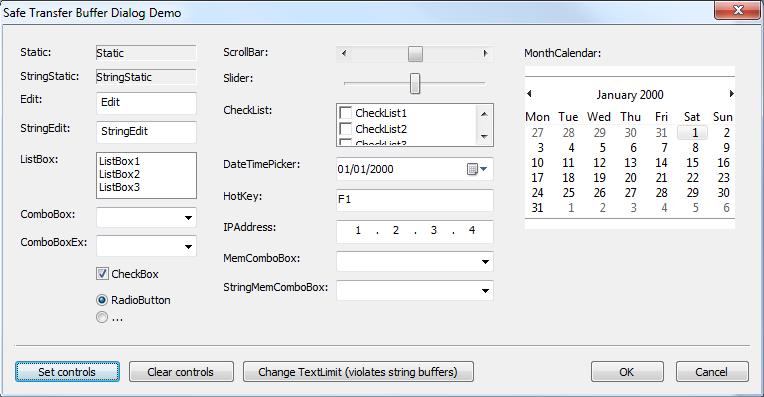 Safe Transfer Buffer Dialog Demo
Static: Static
StringStatic: StringStatic
Edit: Edit
StringEdit: StringEdit
ListBox: ListBox1
ListBox2
ListBox3
ComboBox:
ComboBoxEx:
CheckBox
RadioButton
...
ScrollBar:
Slider:
CheckList: CheckList1
CheckList2
CheckList3
DateTimePicker: 01/01/2000
HotKey: F1
IPAddress: 1 . 2 . 3 . 4
MemComboBox:
StringMemComboBox:
MonthCalendar:
January 2000
Mon Tue Wed Thu Fri Sat Sun
27 28 29 30 31 1 2
3 4 5 6 7 8 9
10 11 12 13 14 15 16
17 18 19 20 21 22 23
24 25 26 27 28 29 30
31 1 2 3 4 5 6
Set controls Clear controls Change TextLimit (violates string buffers) OK Cancel